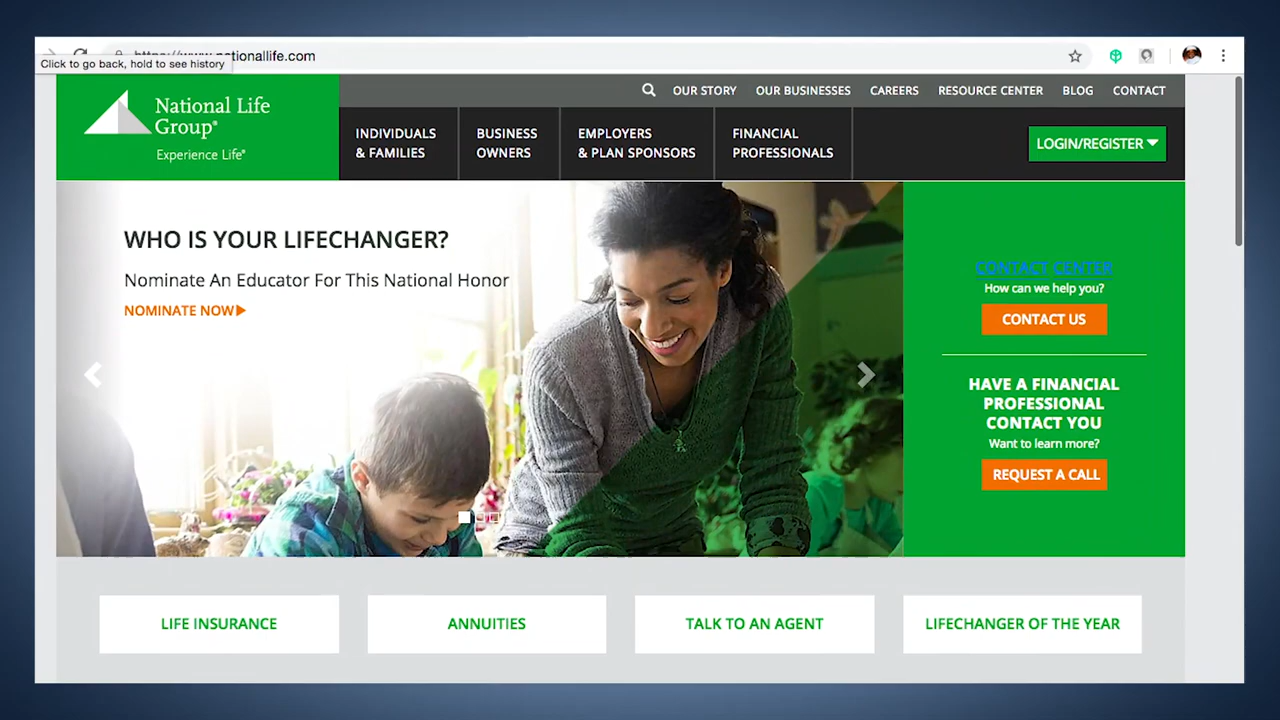 nationallife.com
Click to go back, hold to see history
National Life
Group®
Experience Life®
OUR STORY
OUR BUSINESSES
CAREERS
RESOURCE CENTER
BLOG
CONTACT
INDIVIDUALS
& FAMILIES
BUSINESS
OWNERS
EMPLOYERS
& PLAN SPONSORS
FINANCIAL
PROFESSIONALS
LOGIN/REGISTER
WHO IS YOUR LIFECHANGER?
Nominate An Educator For This National Honor
NOMINATE NOW
CONTACT CENTER
How can we help you?
CONTACT US
HAVE A FINANCIAL
PROFESSIONAL
CONTACT YOU
Want to learn more?
REQUEST A CALL
LIFE INSURANCE
ANNUITIES
TALK TO AN AGENT
LIFECHANGER OF THE YEAR